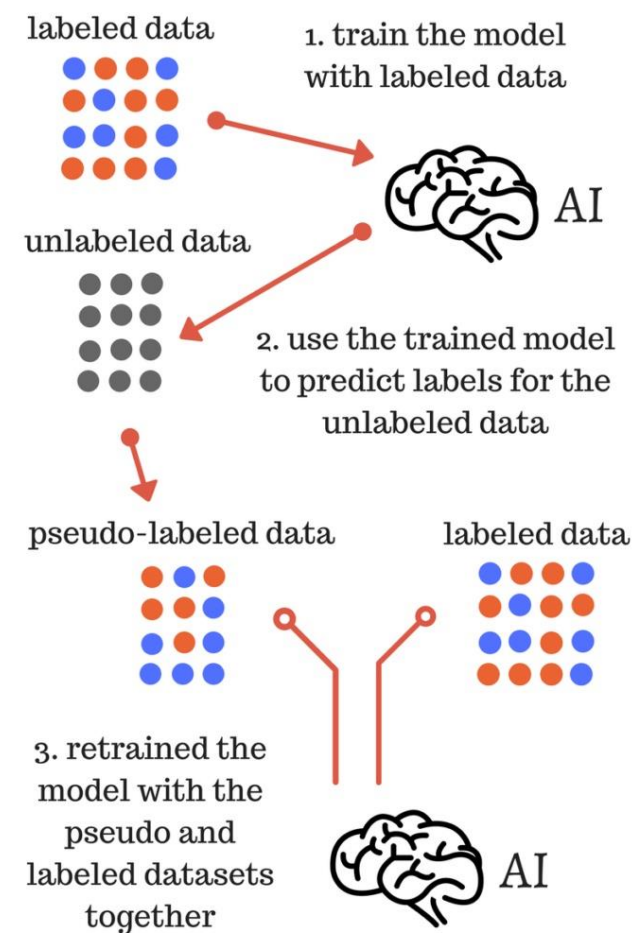 labeled data
1. train the model
with labeled data
AI
unlabeled data
2. use the trained model
to predict labels for the
unlabeled data
pseudo-labeled data
labeled data
3. retrained the
model with the
pseudo and
labeled datasets
together
AI